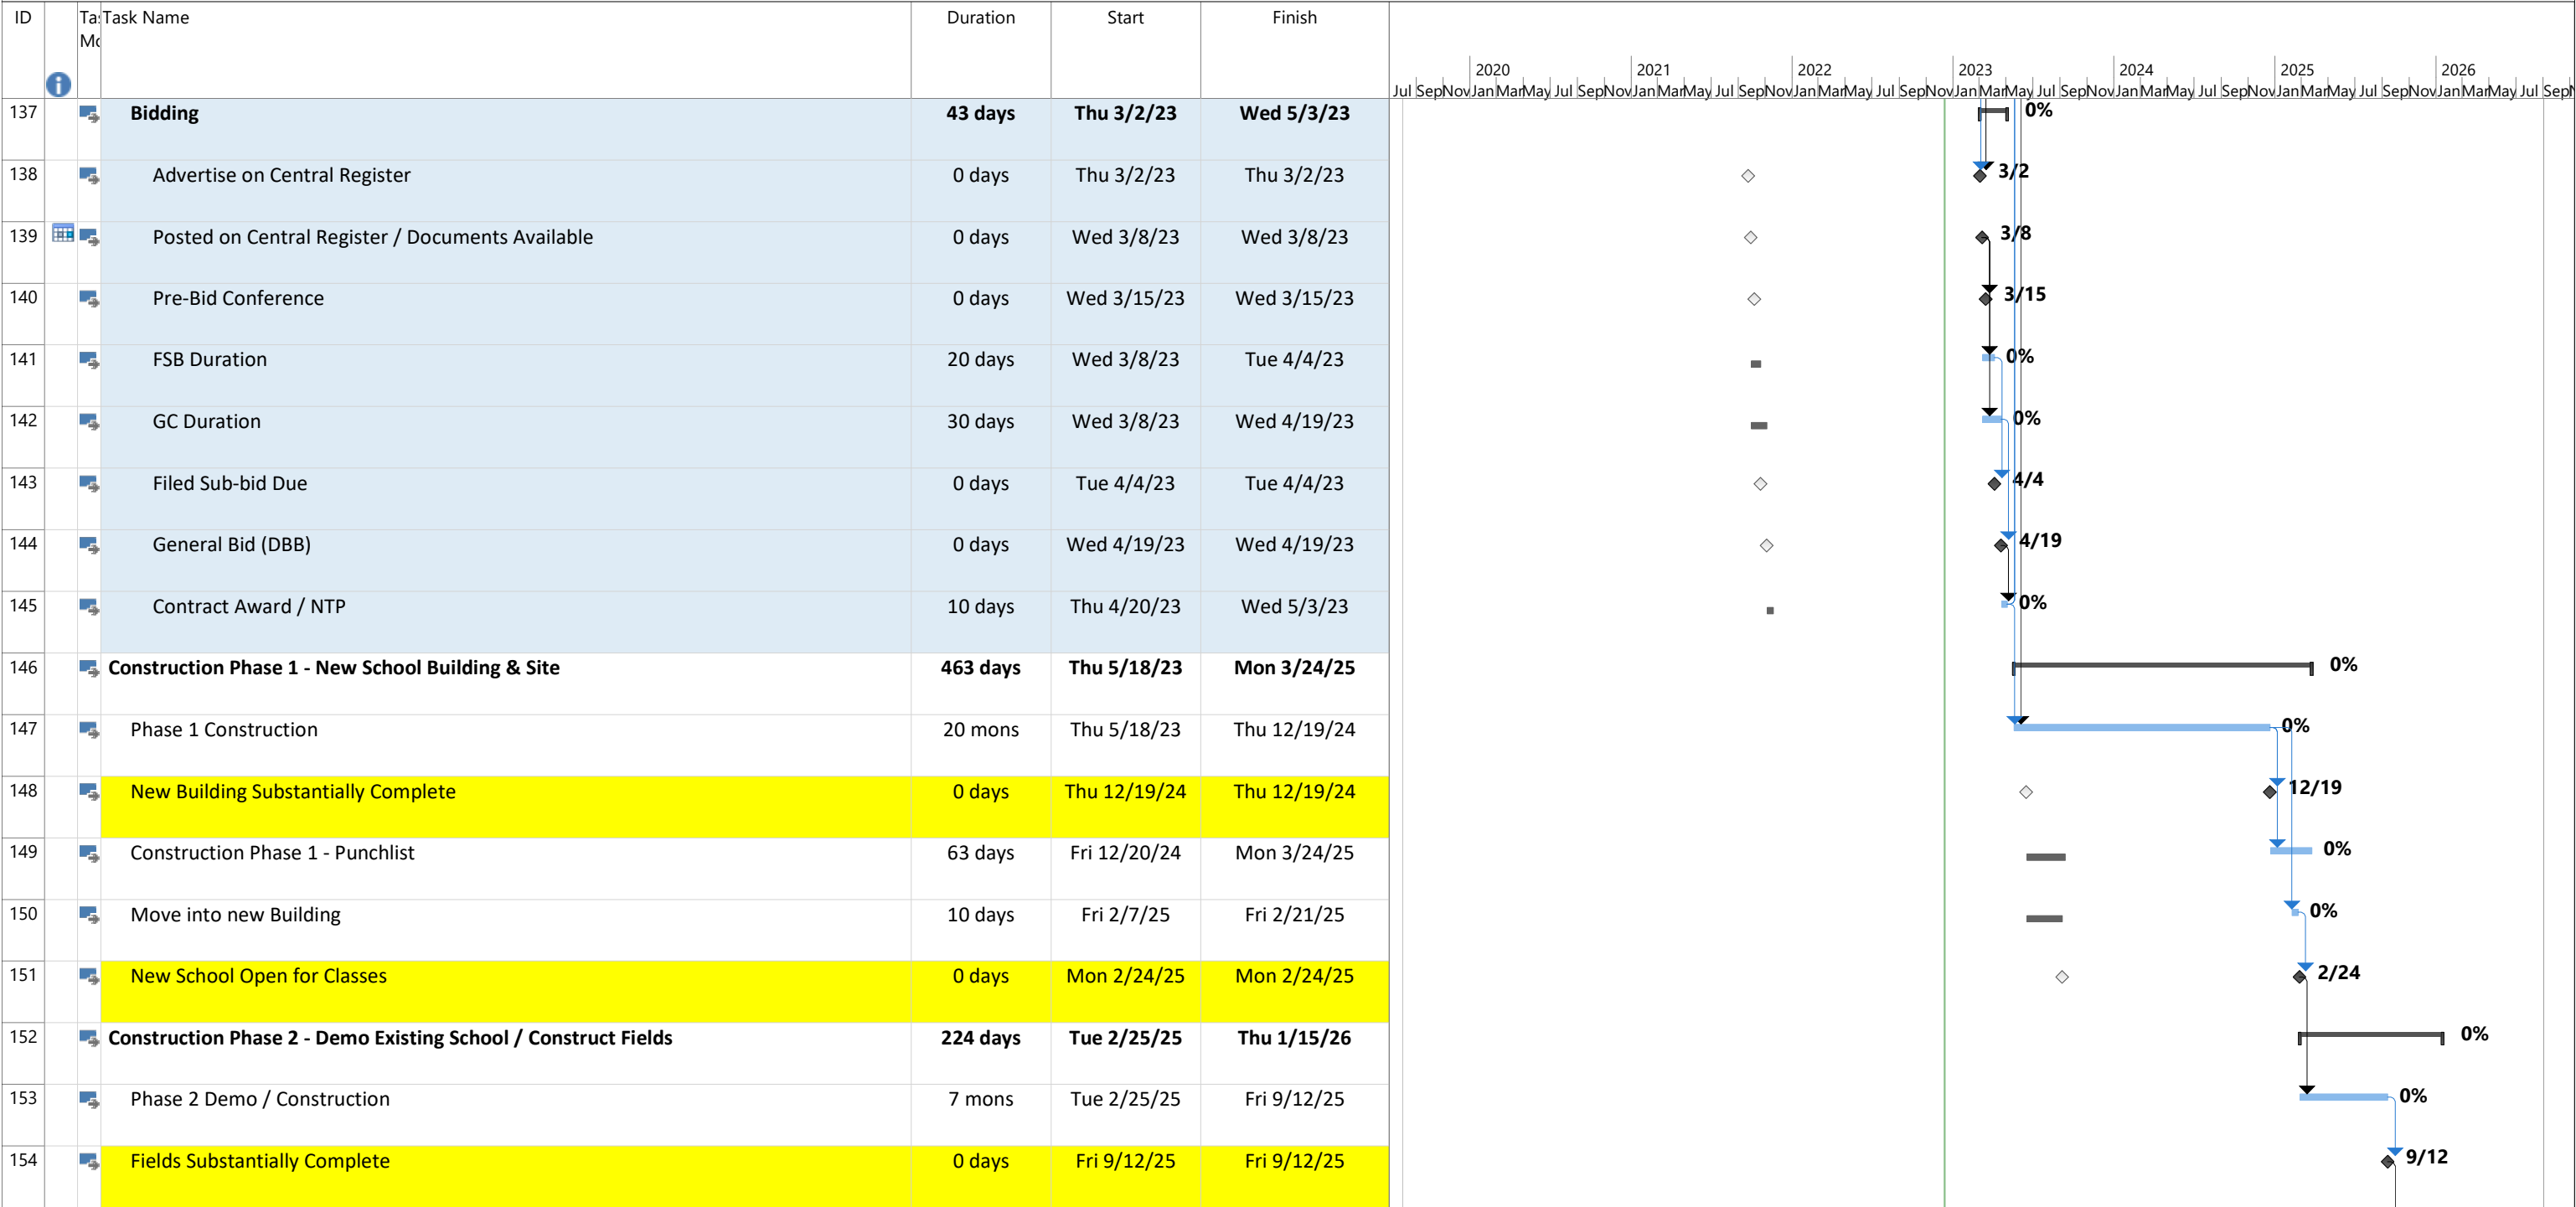 ID Ta: Task Name Duration Start Finish
Mo
2020 2021 2022 2023 2024 2025 2026
Jul Sep Nov Jan Mar May Jul Sep Nov Jan Mar May Jul Sep Nov Jan Mar May Jul Sep Nov Jan Mar May Jul Sep Nov Jan Mar May Jul Sep Nov Jan Mar May Jul Sep Nov Jan Mar May Jul Sep
137 Bidding 43 days Thu 3/2/23 Wed 5/3/23 0%
138 Advertise on Central Register 0 days Thu 3/2/23 Thu 3/2/23 3/2
139 Posted on Central Register / Documents Available 0 days Wed 3/8/23 Wed 3/8/23 3/8
140 Pre-Bid Conference 0 days Wed 3/15/23 Wed 3/15/23 3/15
141 FSB Duration 20 days Wed 3/8/23 Tue 4/4/23 0%
142 GC Duration 30 days Wed 3/8/23 Wed 4/19/23 0%
143 Filed Sub-bid Due 0 days Tue 4/4/23 Tue 4/4/23 4/4
144 General Bid (DBB) 0 days Wed 4/19/23 Wed 4/19/23 4/19
145 Contract Award / NTP 10 days Thu 4/20/23 Wed 5/3/23 0%
146 Construction Phase 1 - New School Building & Site 463 days Thu 5/18/23 Mon 3/24/25 0%
147 Phase 1 Construction 20 mons Thu 5/18/23 Thu 12/19/24 0%
148 New Building Substantially Complete 0 days Thu 12/19/24 Thu 12/19/24 12/19
149 Construction Phase 1 - Punchlist 63 days Fri 12/20/24 Mon 3/24/25 0%
150 Move into new Building 10 days Fri 2/7/25 Fri 2/21/25 0%
151 New School Open for Classes 0 days Mon 2/24/25 Mon 2/24/25 2/24
152 Construction Phase 2 - Demo Existing School / Construct Fields 224 days Tue 2/25/25 Thu 1/15/26 0%
153 Phase 2 Demo / Construction 7 mons Tue 2/25/25 Fri 9/12/25 0%
154 Fields Substantially Complete 0 days Fri 9/12/25 Fri 9/12/25 9/12